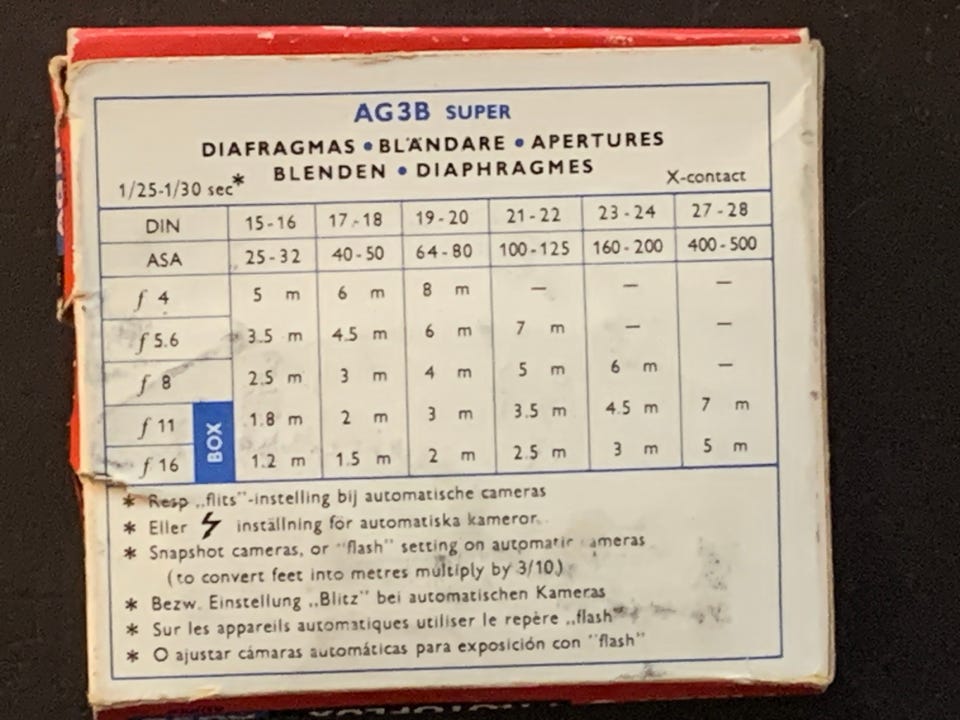 AG3B SUPER
DIAFRAGMAS • BLÄNDARE • APERTURES
BLENDEN • DIAPHRAGMES
1/25-1/30 sec* X-contact
DIN 15-16 17-18 19-20 21-22 23-24 27-28
ASA 25-32 40-50 64-80 100-125 160-200 400-500
f 4 5 m 6 m 8 m — — —
f 5.6 3.5 m 4.5 m 6 m 7 m — —
f 8 2.5 m 3 m 4 m 5 m 6 m —
f 11 1.8 m 2 m 3 m 3.5 m 4.5 m 7 m
BOX
f 16 1.2 m 1.5 m 2 m 2.5 m 3 m 5 m
* Resp „flits"-instelling bij automatische cameras
* Eller inställning för automatiska kameror.
* Snapshot cameras, or "flash" setting on automatic cameras
(to convert feet into metres multiply by 3/10)
* Bezw. Einstellung „Blitz" bei automatischen Kameras
* Sur les appareils automatiques utiliser le repère „flash"
* O ajustar cámaras automáticas para exposición con "flash"